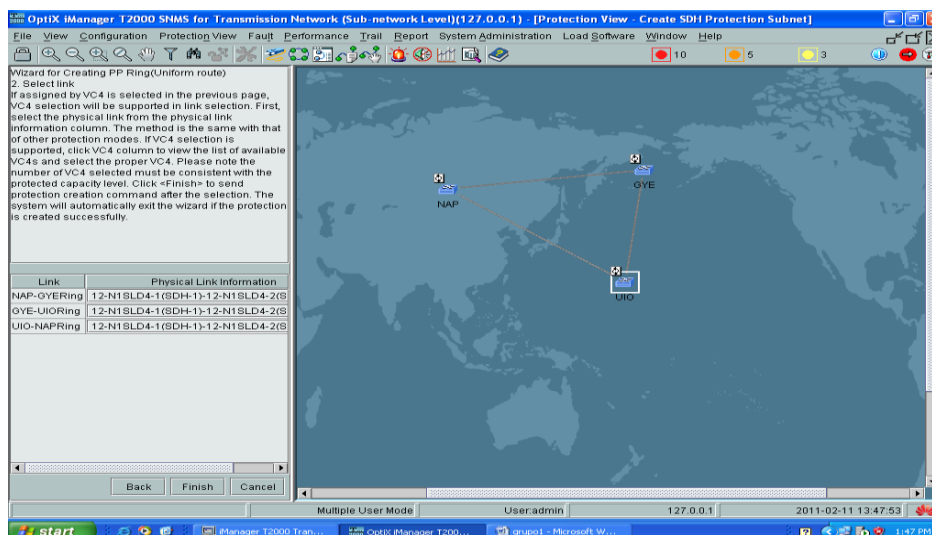 OptiX iManager T2000 SNMS for Transmission Network (Sub-network Level)(127.0.0.1) - [Protection View - Create SDH Protection Subnet]
File View Configuration Protection View Fault Performance Trail Report System Administration Load Software Window Help
10 5 3
Wizard for Creating PP Ring(Uniform route)
2. Select link
If assigned by VC4 is selected in the previous page,
VC4 selection will be supported in link selection. First,
select the physical link from the physical link
information column. The method is the same with that
of other protection modes. If VC4 selection is
supported, click VC4 column to view the list of available
VC4s and select the proper VC4. Please note the
number of VC4 selected must be consistent with the
protected capacity level. Click <Finish> to send
protection creation command after the selection. The
system will automatically exit the wizard if the protection
is created successfully.
NAP
GYE
UIO
Link Physical Link Information
NAP-GYERing 12-N1SLD4-1(SDH-1)-12-N1SLD4-2(S
GYE-UIORing 12-N1SLD4-1(SDH-1)-12-N1SLD4-2(S
UIO-NAPRing 12-N1SLD4-1(SDH-1)-12-N1SLD4-2(S
Back Finish Cancel
Multiple User Mode User:admin 127.0.0.1 2011-02-11 13:47:53
start iManager T2000 Tran... OptiX iManager T200... grupo1 - Microsoft W... 1:47 PM